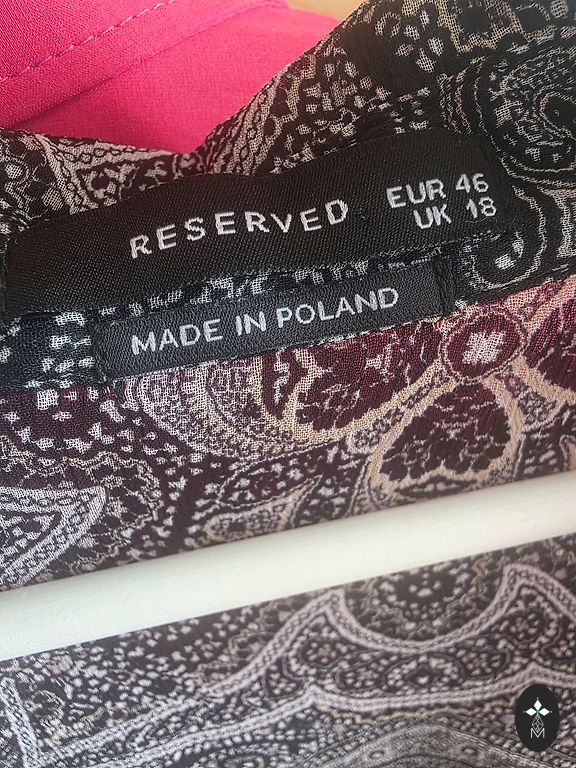 RESERVED
EUR 46
UK 18
MADE IN POLAND
M